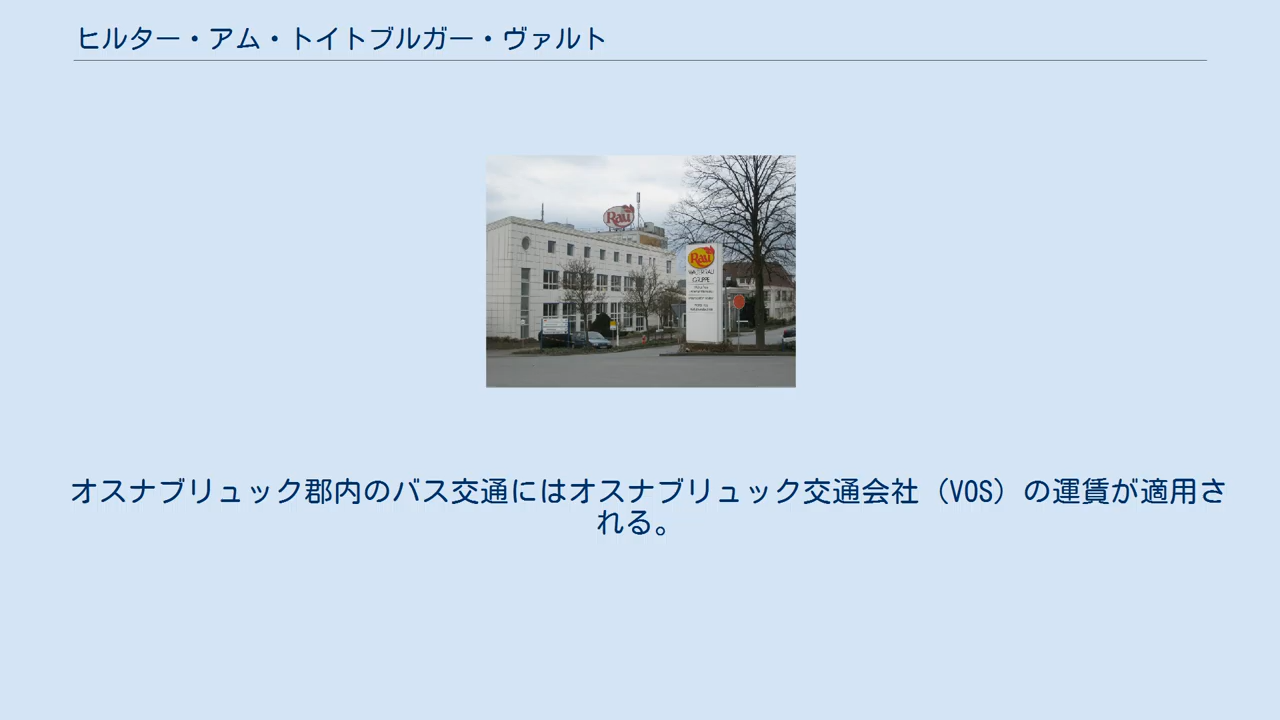 ヒルター・アム・トイトブルガー・ヴァルト
Rau
Rau
GRUPPE
オスナブリュック郡内のバス交通にはオスナブリュック交通会社（VOS）の運賃が適用さ
れる。